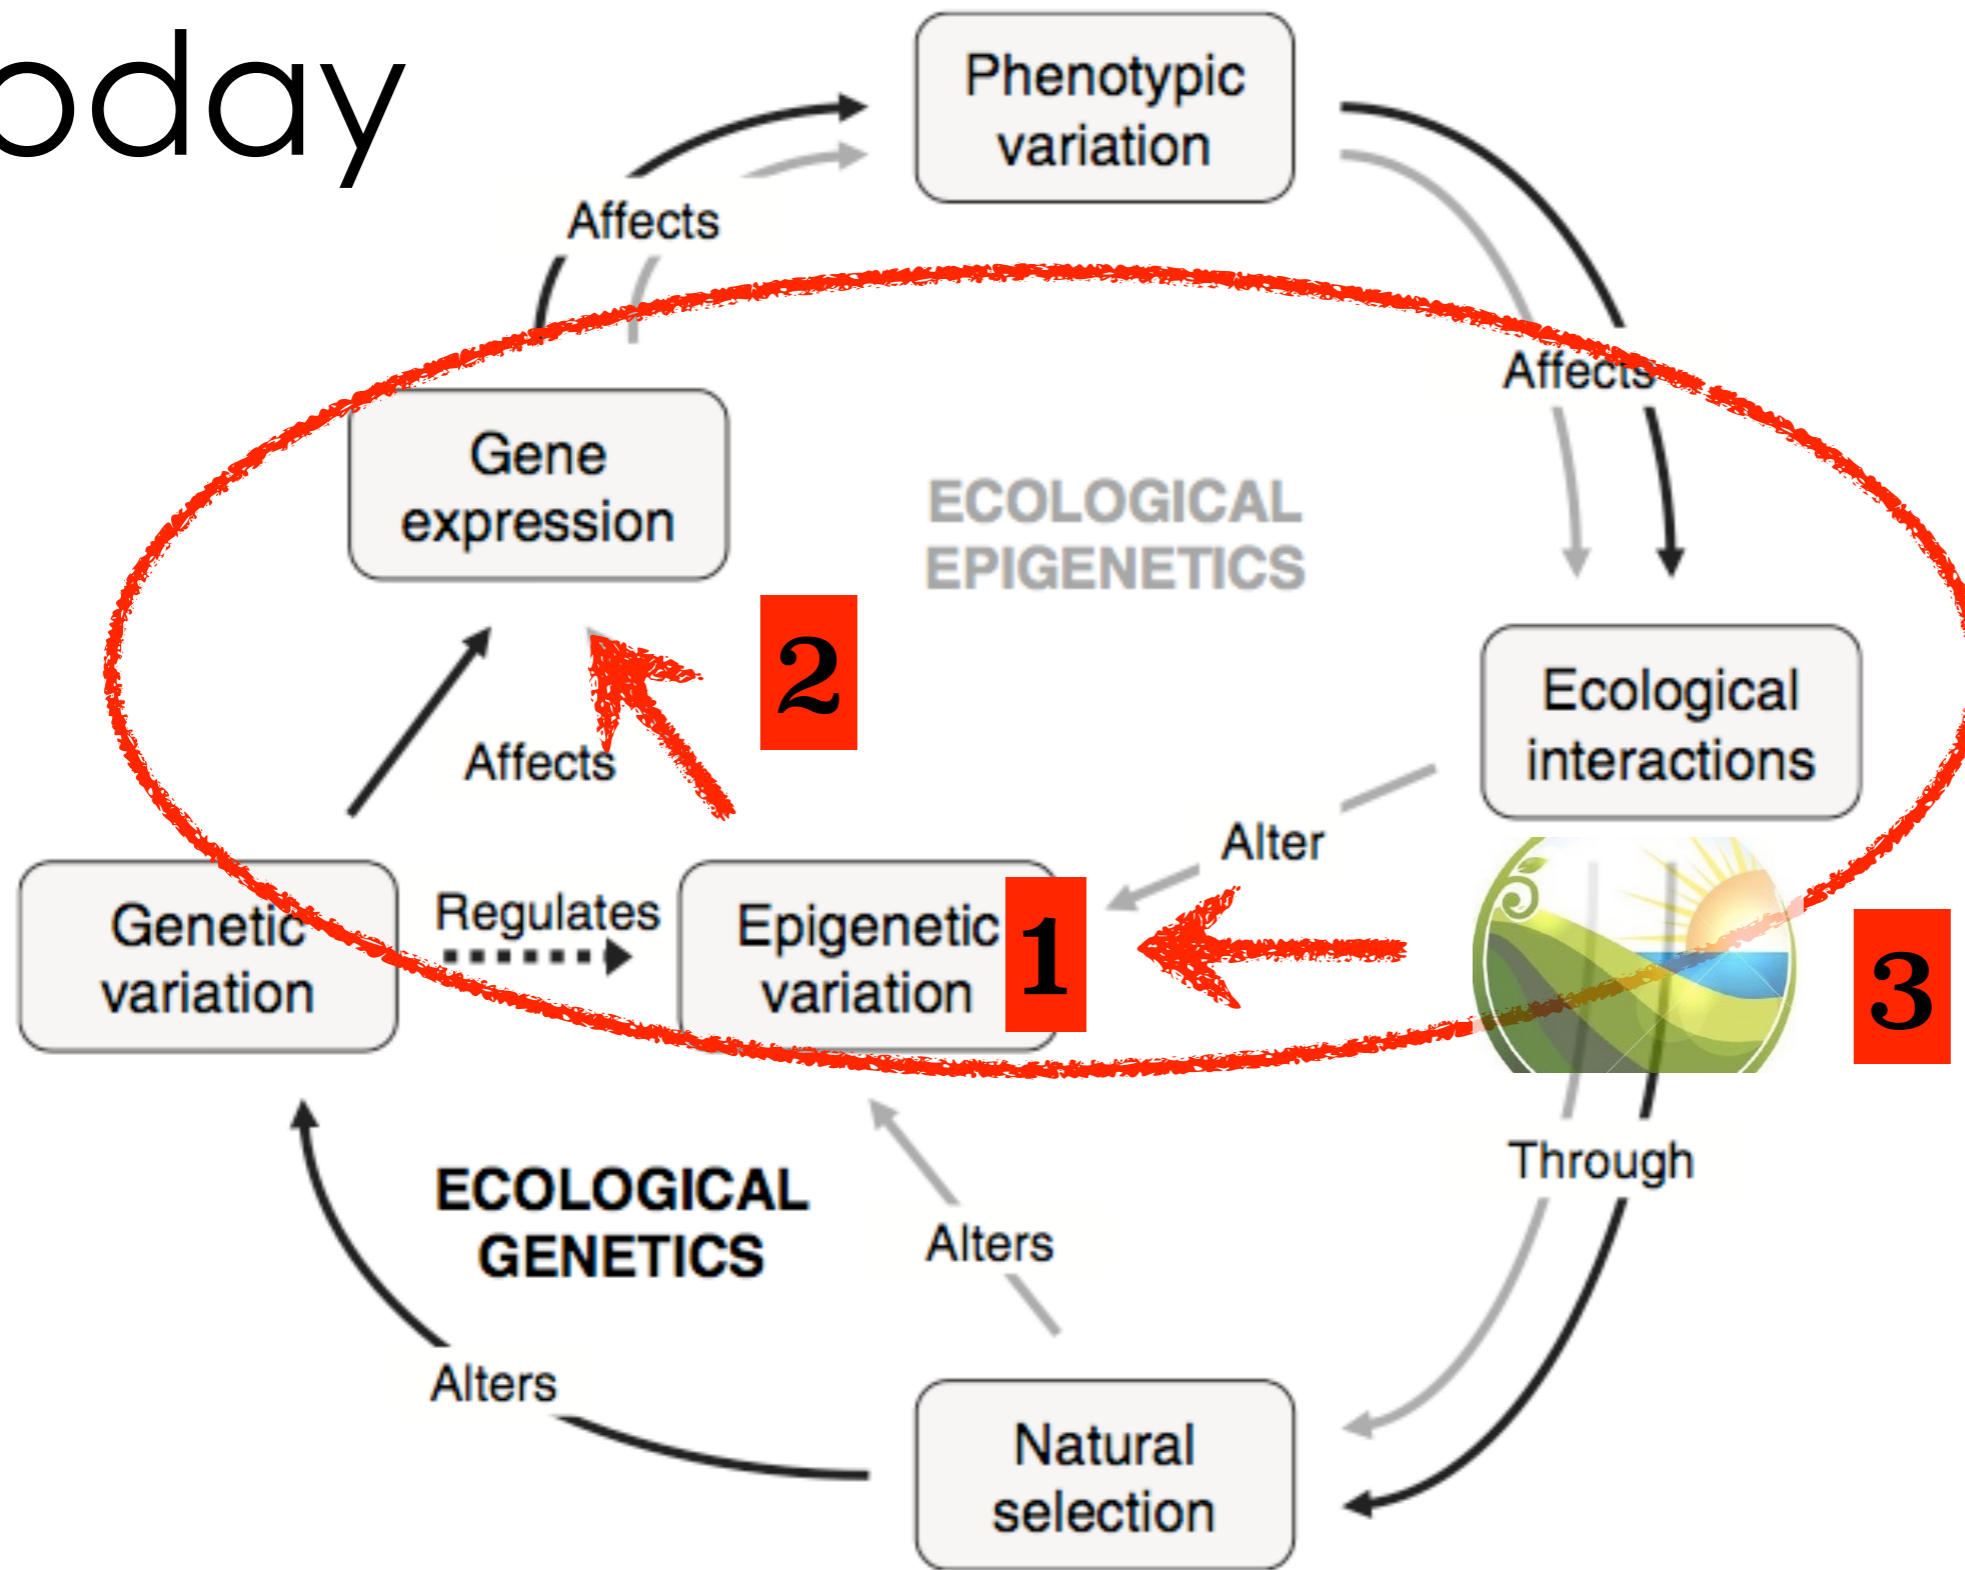 oday
Phenotypic
variation
Affects
Affects
Gene
expression
ECOLOGICAL
EPIGENETICS
2
Ecological
interactions
Affects
Alter
Genetic
variation
Regulates
Epigenetic
variation
1
3
Through
ECOLOGICAL
GENETICS
Alters
Alters
Natural
selection